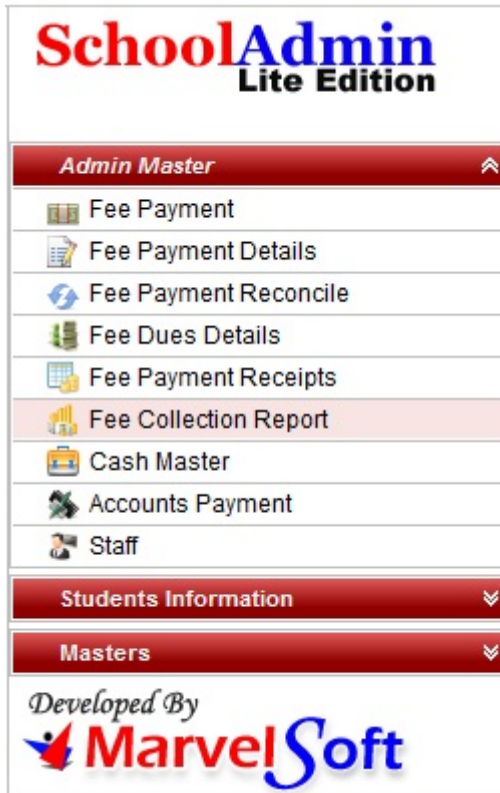 SchoolAdmin
Lite Edition
Admin Master
Fee Payment
Fee Payment Details
Fee Payment Reconcile
Fee Dues Details
Fee Payment Receipts
Fee Collection Report
Cash Master
Accounts Payment
Staff
Students Information
Masters
Developed By
MarvelSoft